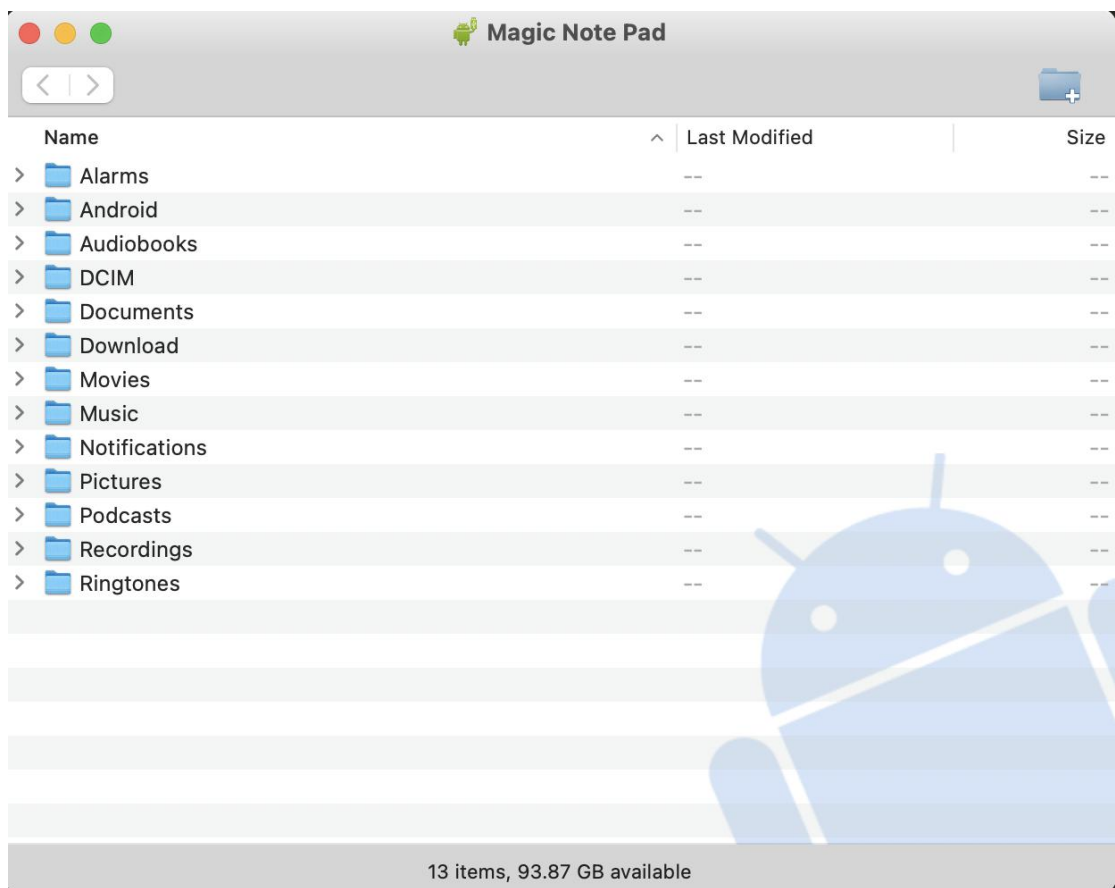 Magic Note Pad
Name Last Modified Size
Alarms -- --
Android -- --
Audiobooks -- --
DCIM -- --
Documents -- --
Download -- --
Movies -- --
Music -- --
Notifications -- --
Pictures -- --
Podcasts -- --
Recordings -- --
Ringtones -- --
13 items, 93.87 GB available